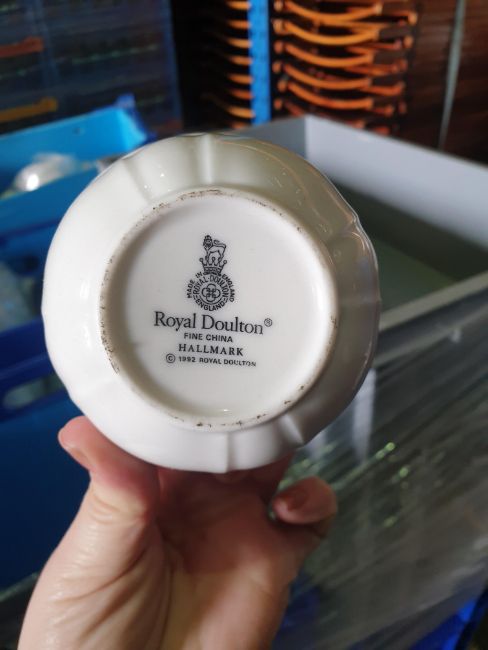 MADE IN ENGLAND
ROYAL·DOULTON
ENGLAND
Royal Doulton®
FINE CHINA
HALLMARK
© 1992 ROYAL DOULTON